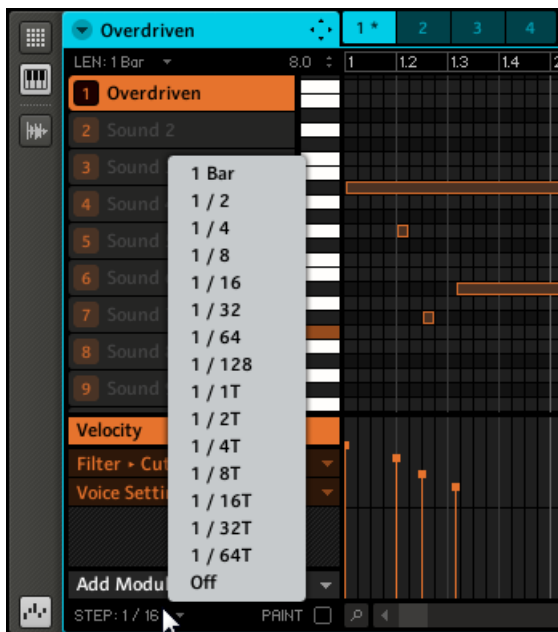 Overdriven 1 * 2 3 4
LEN: 1 Bar 8.0 1 1.2 1.3 1.4
1 Overdriven
2 Sound 2
3 Sound
4 Sound
5 Sound
6 Sound
7 Sound
8 Sound
9 Sound
1 Bar
1 / 2
1 / 4
1 / 8
1 / 16
1 / 32
1 / 64
1 / 128
1 / 1T
1 / 2T
1 / 4T
1 / 8T
1 / 16T
1 / 32T
1 / 64T
Off
Velocity
Filter ▸ Cut
Voice Setti
Add Modul
STEP: 1 / 16 PAINT